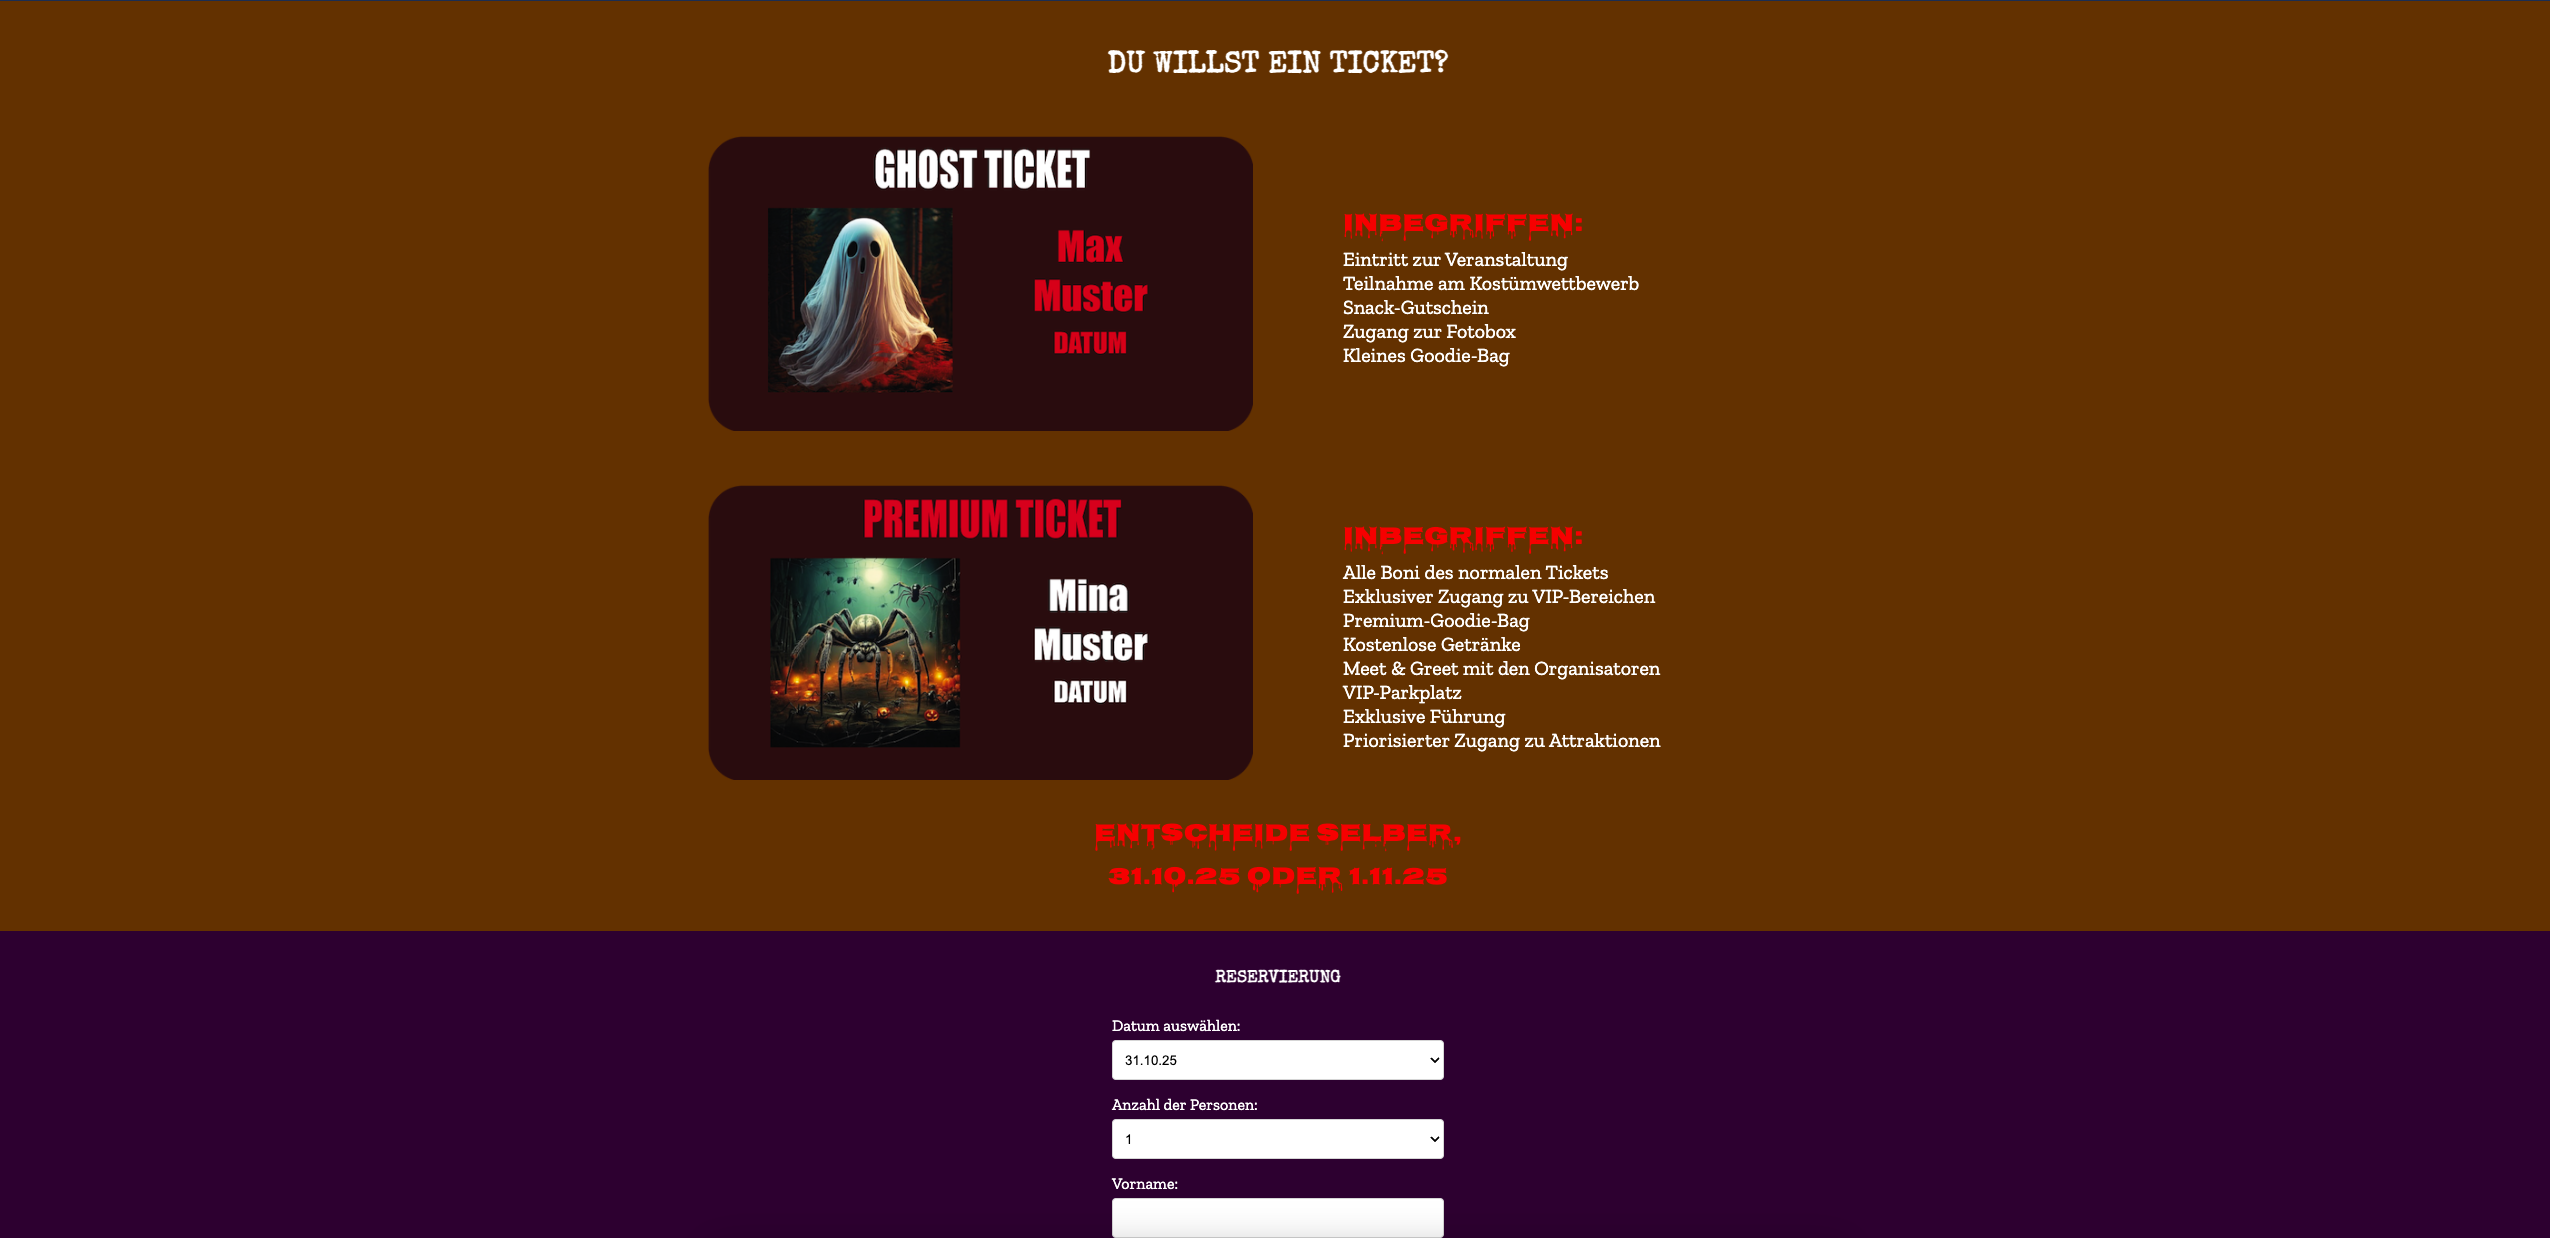 DU WILLST EIN TICKET?
GHOST TICKET
Max
Muster
DATUM
INBEGRIFFEN:
Eintritt zur Veranstaltung
Teilnahme am Kostümwettbewerb
Snack-Gutschein
Zugang zur Fotobox
Kleines Goodie-Bag
PREMIUM TICKET
Mina
Muster
DATUM
INBEGRIFFEN:
Alle Boni des normalen Tickets
Exklusiver Zugang zu VIP-Bereichen
Premium-Goodie-Bag
Kostenlose Getränke
Meet & Greet mit den Organisatoren
VIP-Parkplatz
Exklusive Führung
Priorisierter Zugang zu Attraktionen
ENTSCHEIDE SELBER,
31.10.25 ODER 1.11.25
RESERVIERUNG
Datum auswählen:
31.10.25
Anzahl der Personen:
1
Vorname: